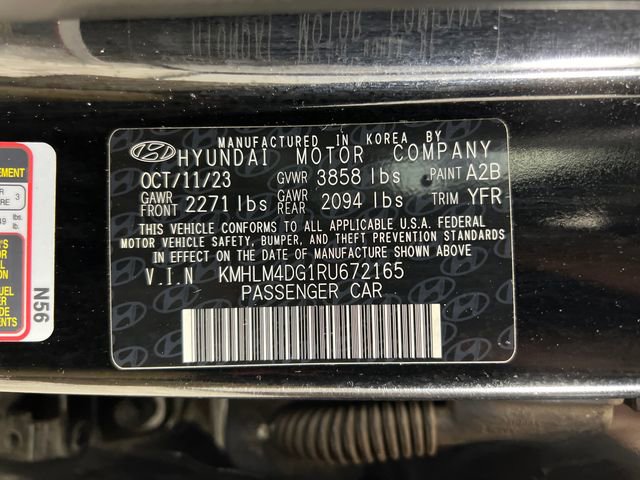 MANUFACTURED IN KOREA BY
HYUNDAI MOTOR COMPANY
OCT/11/23 GVWR 3858 lbs PAINT A2B
GAWR FRONT 2271 lbs GAWR REAR 2094 lbs TRIM YFR
THIS VEHICLE CONFORMS TO ALL APPLICABLE U.S.A. FEDERAL
MOTOR VEHICLE SAFETY, BUMPER, AND THEFT PREVENTION STANDARDS
IN EFFECT ON THE DATE OF MANUFACTURE SHOWN ABOVE.
V.I.N KMHLM4DG1RU672165
PASSENGER CAR
N56